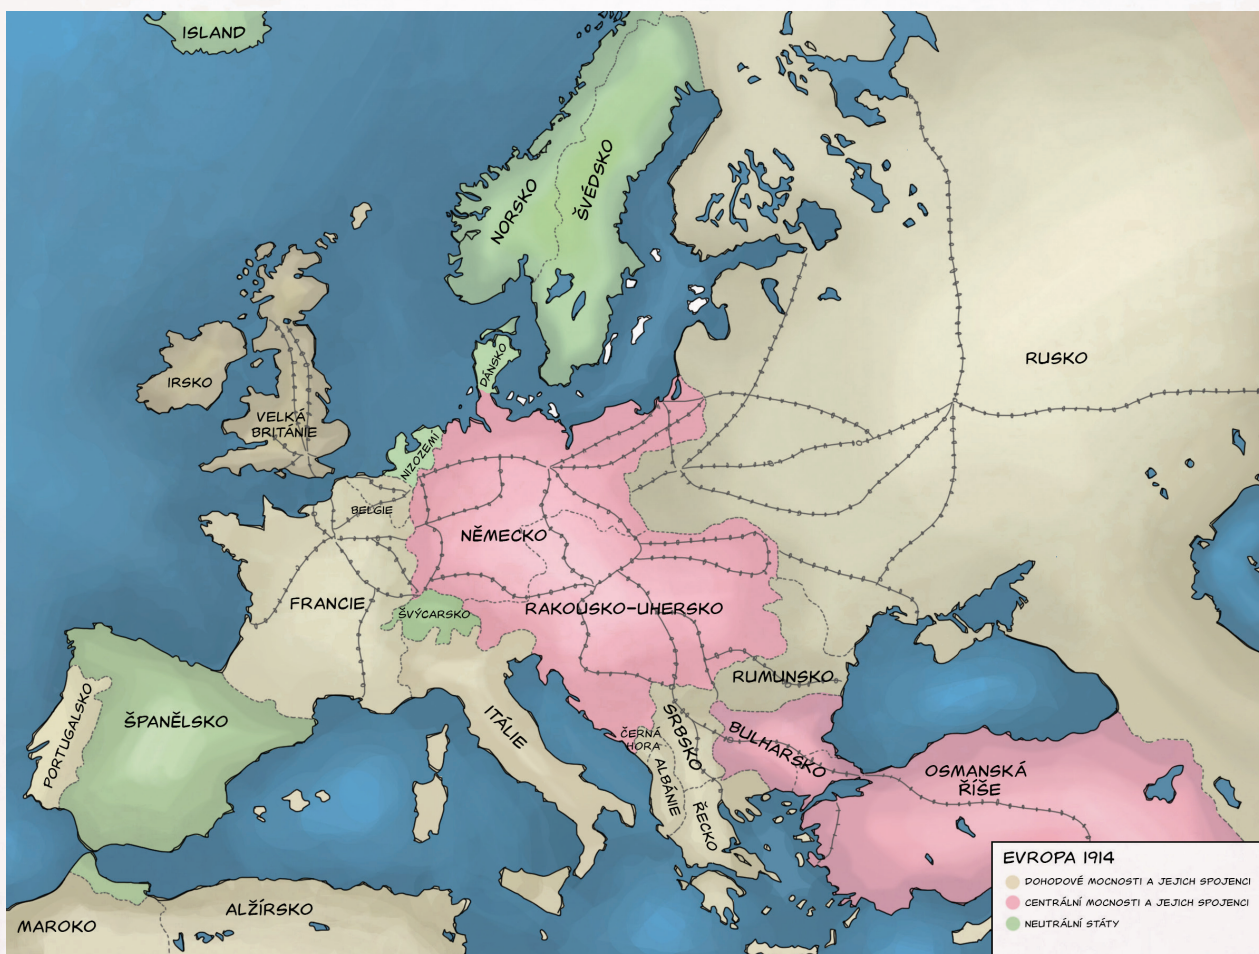 ISLAND
NORSKO
ŠVÉDSKO
DÁNSKO
IRSKO
VELKÁ
BRITÁNIE
NIZOZEMÍ
BELGIE
RUSKO
NĚMECKO
FRANCIE
ŠVÝCARSKO
RAKOUSKO-UHERSKO
RUMUNSKO
PORTUGALSKO
ŠPANĚLSKO
ITÁLIE
ČERNÁ
HORA
SRBSKO
BULHARSKO
ALBÁNIE
ŘECKO
OSMANSKÁ
ŘÍŠE
MAROKO
ALŽÍRSKO
EVROPA 1914
DOHODOVÉ MOCNOSTI A JEJICH SPOJENCI
CENTRÁLNÍ MOCNOSTI A JEJICH SPOJENCI
NEUTRÁLNÍ STÁTY